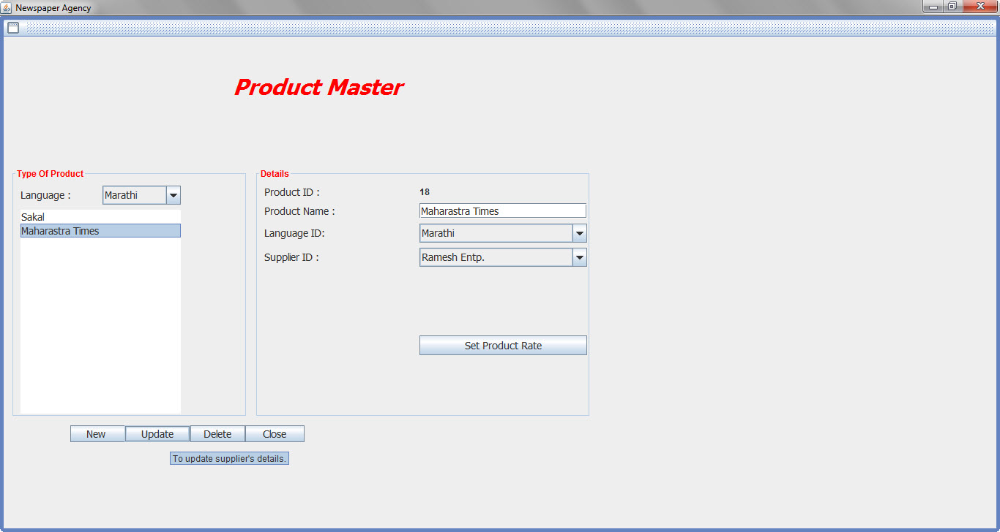 Newspaper Agency
Product Master
Type Of Product
Language : Marathi
Sakal
Maharastra Times
Details
Product ID : 18
Product Name : Maharastra Times
Language ID: Marathi
Supplier ID : Ramesh Entp.
Set Product Rate
New Update Delete Close
To update supplier's details.